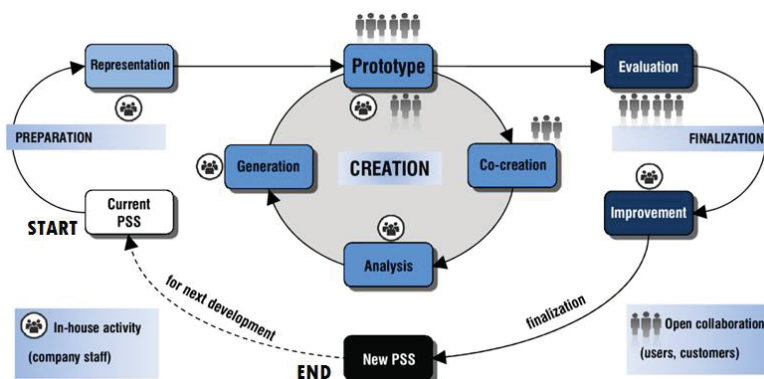 Representation
Prototype
Evaluation
PREPARATION
FINALIZATION
Generation
CREATION
Co-creation
Current
PSS
START
Improvement
Analysis
for next development
finalization
In-house activity
(company staff)
Open collaboration
(users, customers)
New PSS
END